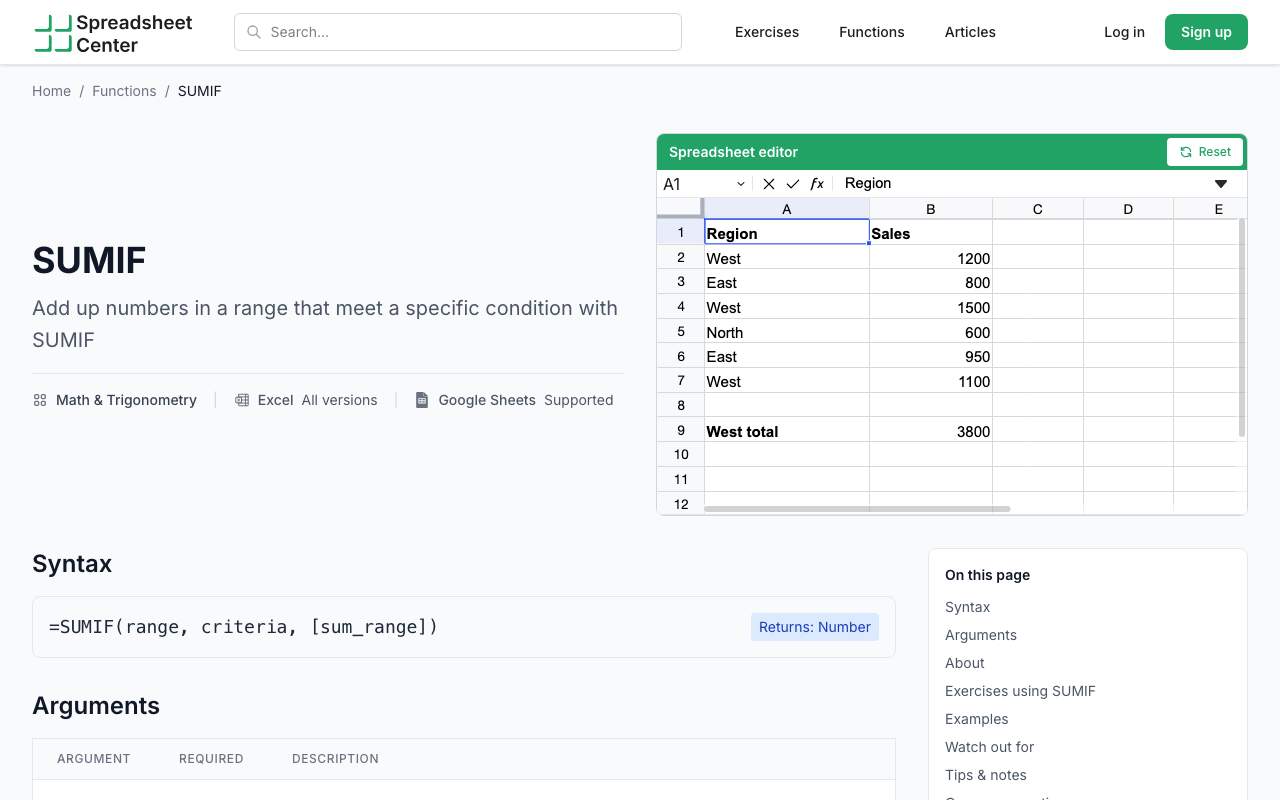 Spreadsheet
Center
Search...
Exercises
Functions
Articles
Log in
Sign up
Home / Functions / SUMIF
SUMIF
Add up numbers in a range that meet a specific condition with
SUMIF
Math & Trigonometry
Excel All versions
Google Sheets Supported
Spreadsheet editor
Reset
A1
fx
Region
A B C D E
1 Region Sales
2 West 1200
3 East 800
4 West 1500
5 North 600
6 East 950
7 West 1100
8
9 West total 3800
10
11
12
Syntax
=SUMIF(range, criteria, [sum_range])
Returns: Number
Arguments
ARGUMENT REQUIRED DESCRIPTION
On this page
Syntax
Arguments
About
Exercises using SUMIF
Examples
Watch out for
Tips & notes